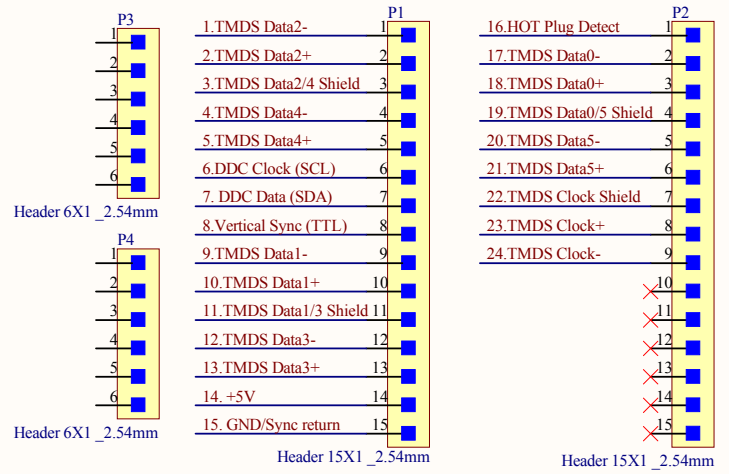 P3
1
2
3
4
5
6
Header 6X1 _2.54mm
P4
1
2
3
4
5
6
Header 6X1 _2.54mm
P1
1.TMDS Data2- 1
2.TMDS Data2+ 2
3.TMDS Data2/4 Shield 3
4.TMDS Data4- 4
5.TMDS Data4+ 5
6.DDC Clock (SCL) 6
7. DDC Data (SDA) 7
8.Vertical Sync (TTL) 8
9.TMDS Data1- 9
10.TMDS Data1+ 10
11.TMDS Data1/3 Shield 11
12.TMDS Data3- 12
13.TMDS Data3+ 13
14. +5V 14
15. GND/Sync return 15
Header 15X1 _2.54mm
P2
16.HOT Plug Detect 1
17.TMDS Data0- 2
18.TMDS Data0+ 3
19.TMDS Data0/5 Shield 4
20.TMDS Data5- 5
21.TMDS Data5+ 6
22.TMDS Clock Shield 7
23.TMDS Clock+ 8
24.TMDS Clock- 9
10
11
12
13
14
15
Header 15X1 _2.54mm